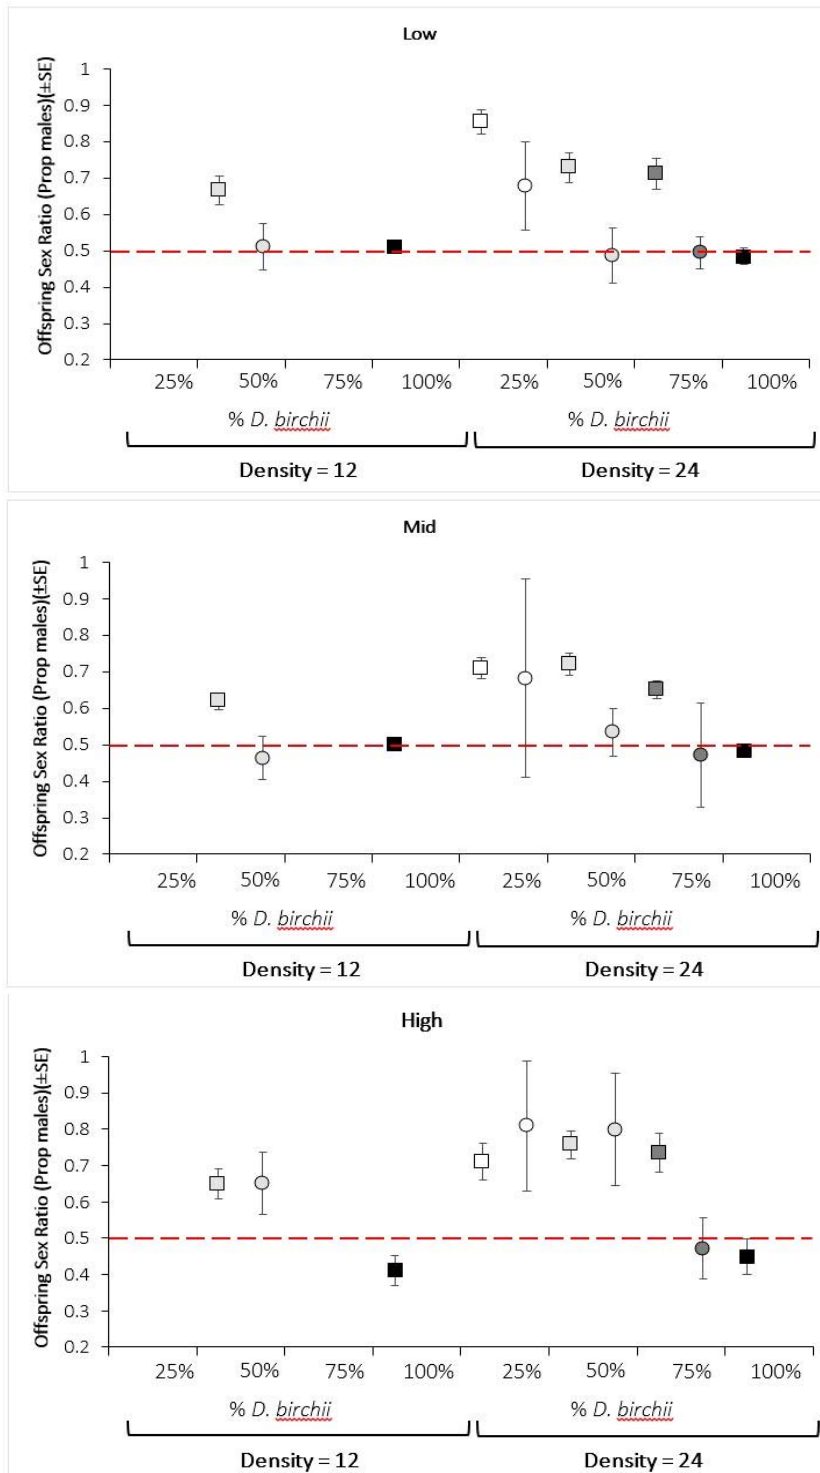 Low
Offspring Sex Ratio (Prop males)(±SE)
1
0.9
0.8
0.7
0.6
0.5
0.4
0.3
0.2
25% 50% 75% 100% 25% 50% 75% 100%
% D. birchii % D. birchii
Density = 12 Density = 24
Mid
Offspring Sex Ratio (Prop males)(±SE)
1
0.9
0.8
0.7
0.6
0.5
0.4
0.3
0.2
25% 50% 75% 100% 25% 50% 75% 100%
% D. birchii % D. birchii
Density = 12 Density = 24
High
Offspring Sex Ratio (Prop males)(±SE)
1
0.9
0.8
0.7
0.6
0.5
0.4
0.3
0.2
25% 50% 75% 100% 25% 50% 75% 100%
% D. birchii % D. birchii
Density = 12 Density = 24